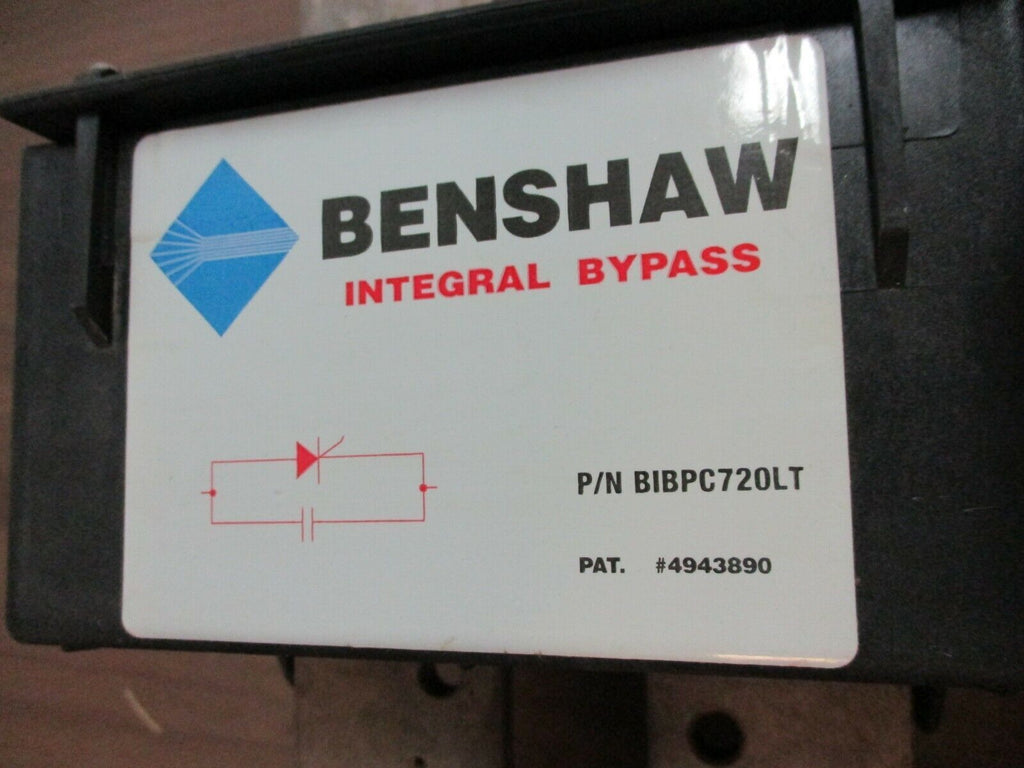 BENSHAW
INTEGRAL BYPASS
P/N BIBPC720LT
PAT. #4943890